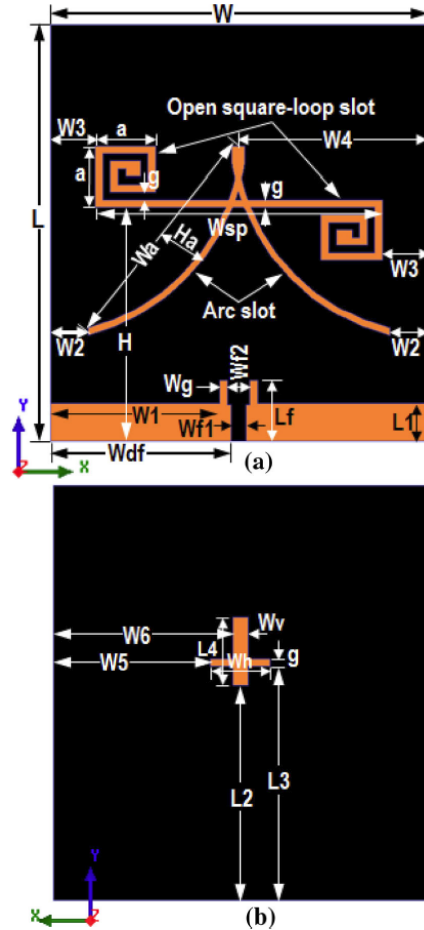 W
Open square-loop slot
W3
a
W4
a
g
g
L
Wsp
Wa
Ha
W3
Arc slot
W2
H
W2
Wg
Wf2
W1
Lf
L1
Wf1
Wdf
Y
Z
X
(a)
W6
L4
Wv
W5
Wh
g
L2
L3
Y
X
Z
(b)